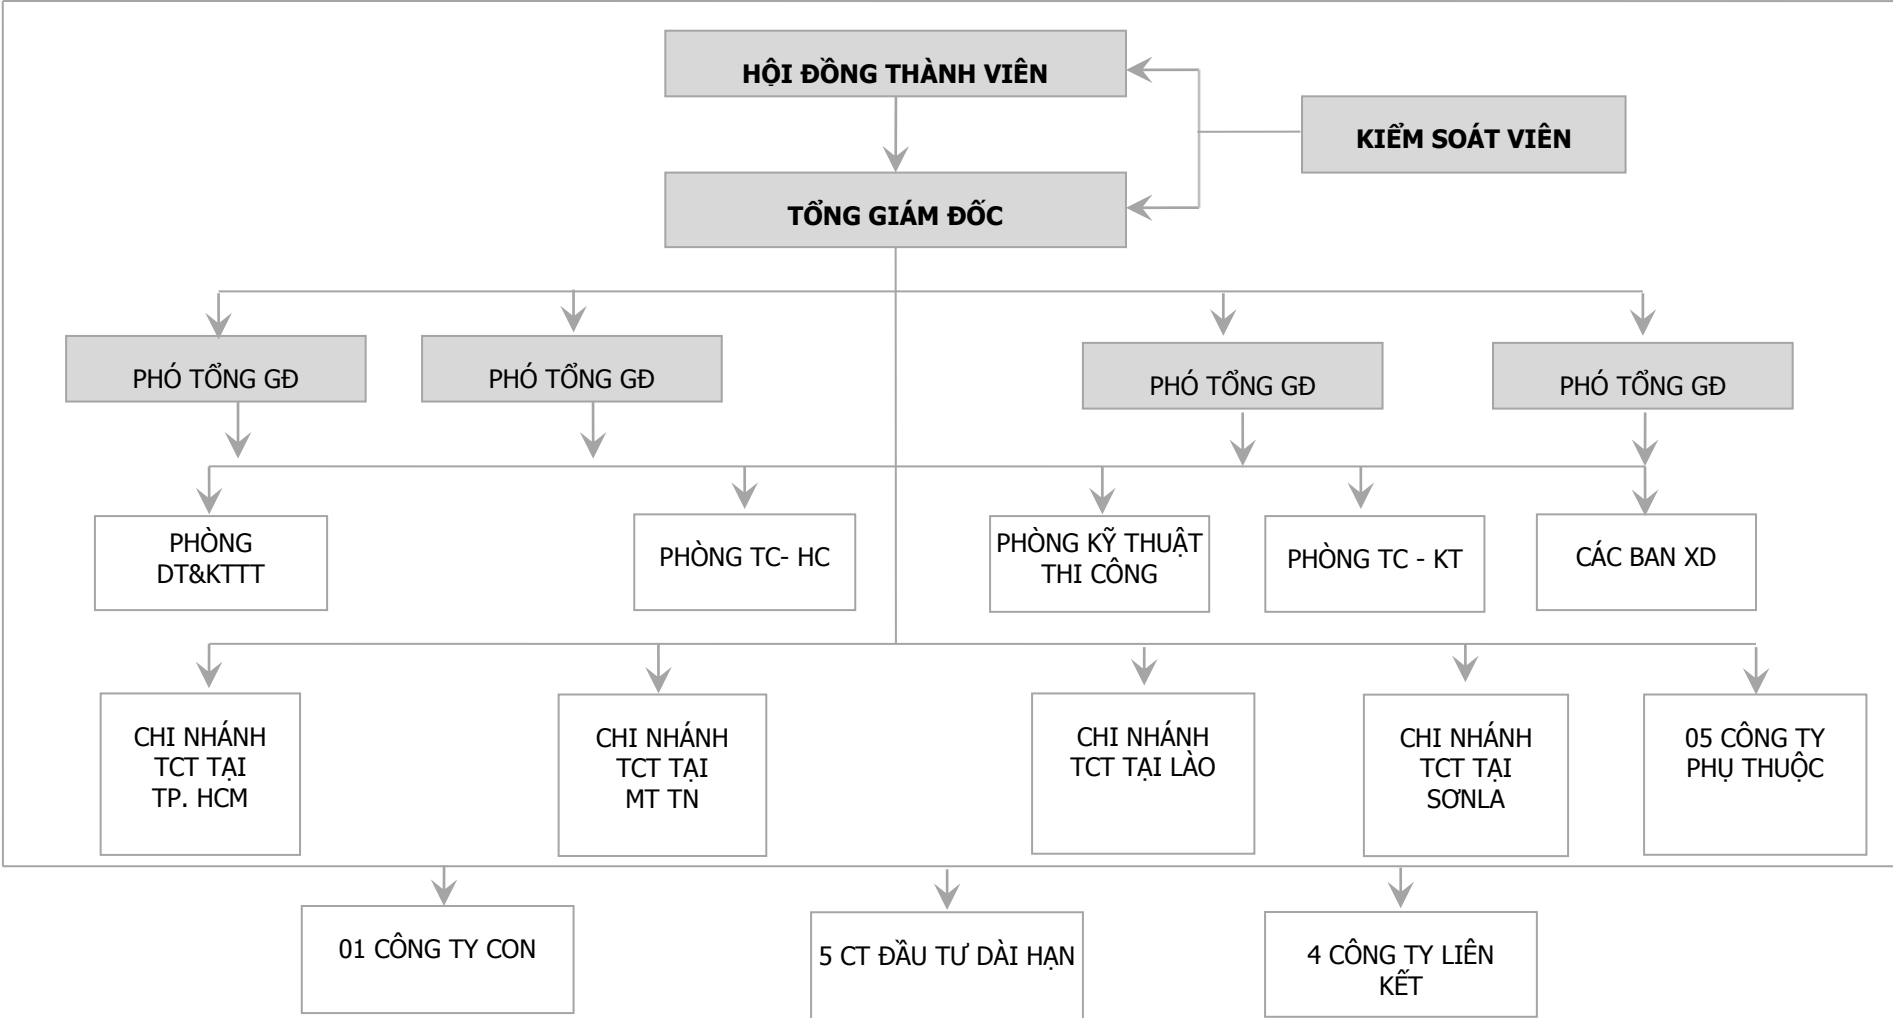 HỘI ĐỒNG THÀNH VIÊN
KIỂM SOÁT VIÊN
TỔNG GIÁM ĐỐC
PHÓ TỔNG GĐ
PHÓ TỔNG GĐ
PHÓ TỔNG GĐ
PHÓ TỔNG GĐ
PHÒNG
DT&KTTT
PHÒNG TC- HC
PHÒNG KỸ THUẬT
THI CÔNG
PHÒNG TC - KT
CÁC BAN XD
CHI NHÁNH
TCT TẠI
TP. HCM
CHI NHÁNH
TCT TẠI
MT TN
CHI NHÁNH
TCT TẠI LÀO
CHI NHÁNH
TCT TẠI
SƠNLA
05 CÔNG TY
PHỤ THUỘC
01 CÔNG TY CON
5 CT ĐẦU TƯ DÀI HẠN
4 CÔNG TY LIÊN
KẾT